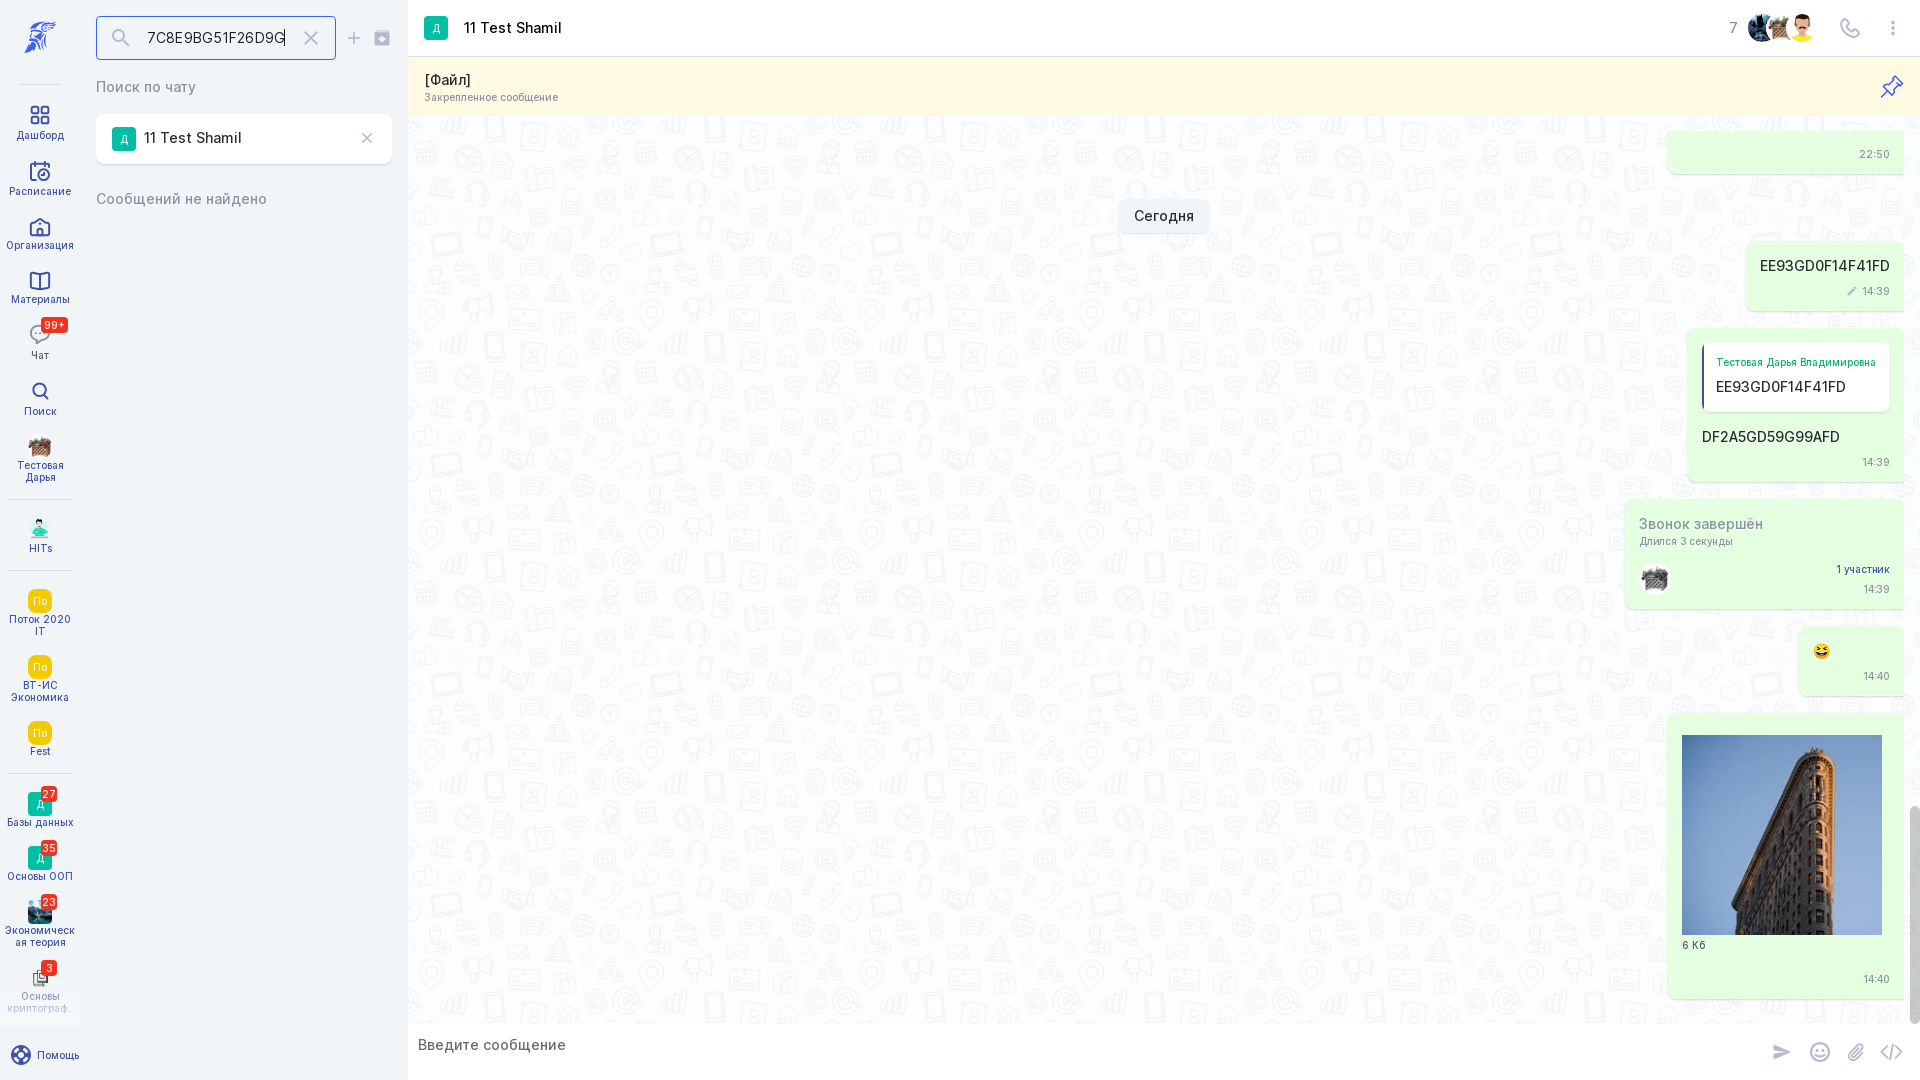 7C8E9BG51F26D9G
Поиск по чату
Д
11 Test Shamil
Сообщений не найдено
Дашборд
Расписание
Организация
Материалы
99+
Чат
Поиск
Тестовая
Дарья
HITs
По
Поток 2020
IT
По
ВТ-ИС
Экономика
По
Fest
27
Д
Базы данных
35
Д
Основы ООП
23
Экономическ
ая теория
3
Основы
криптограф...
Помощь
Д
11 Test Shamil
7
[Файл]
Закрепленное сообщение
22:50
Сегодня
EE93GD0F14F41FD
14:39
Тестовая Дарья Владимировна
EE93GD0F14F41FD
DF2A5GD59G99AFD
14:39
Звонок завершён
Длился 3 секунды
1 участник
14:39
14:40
6 Кб
14:40
Введите сообщение